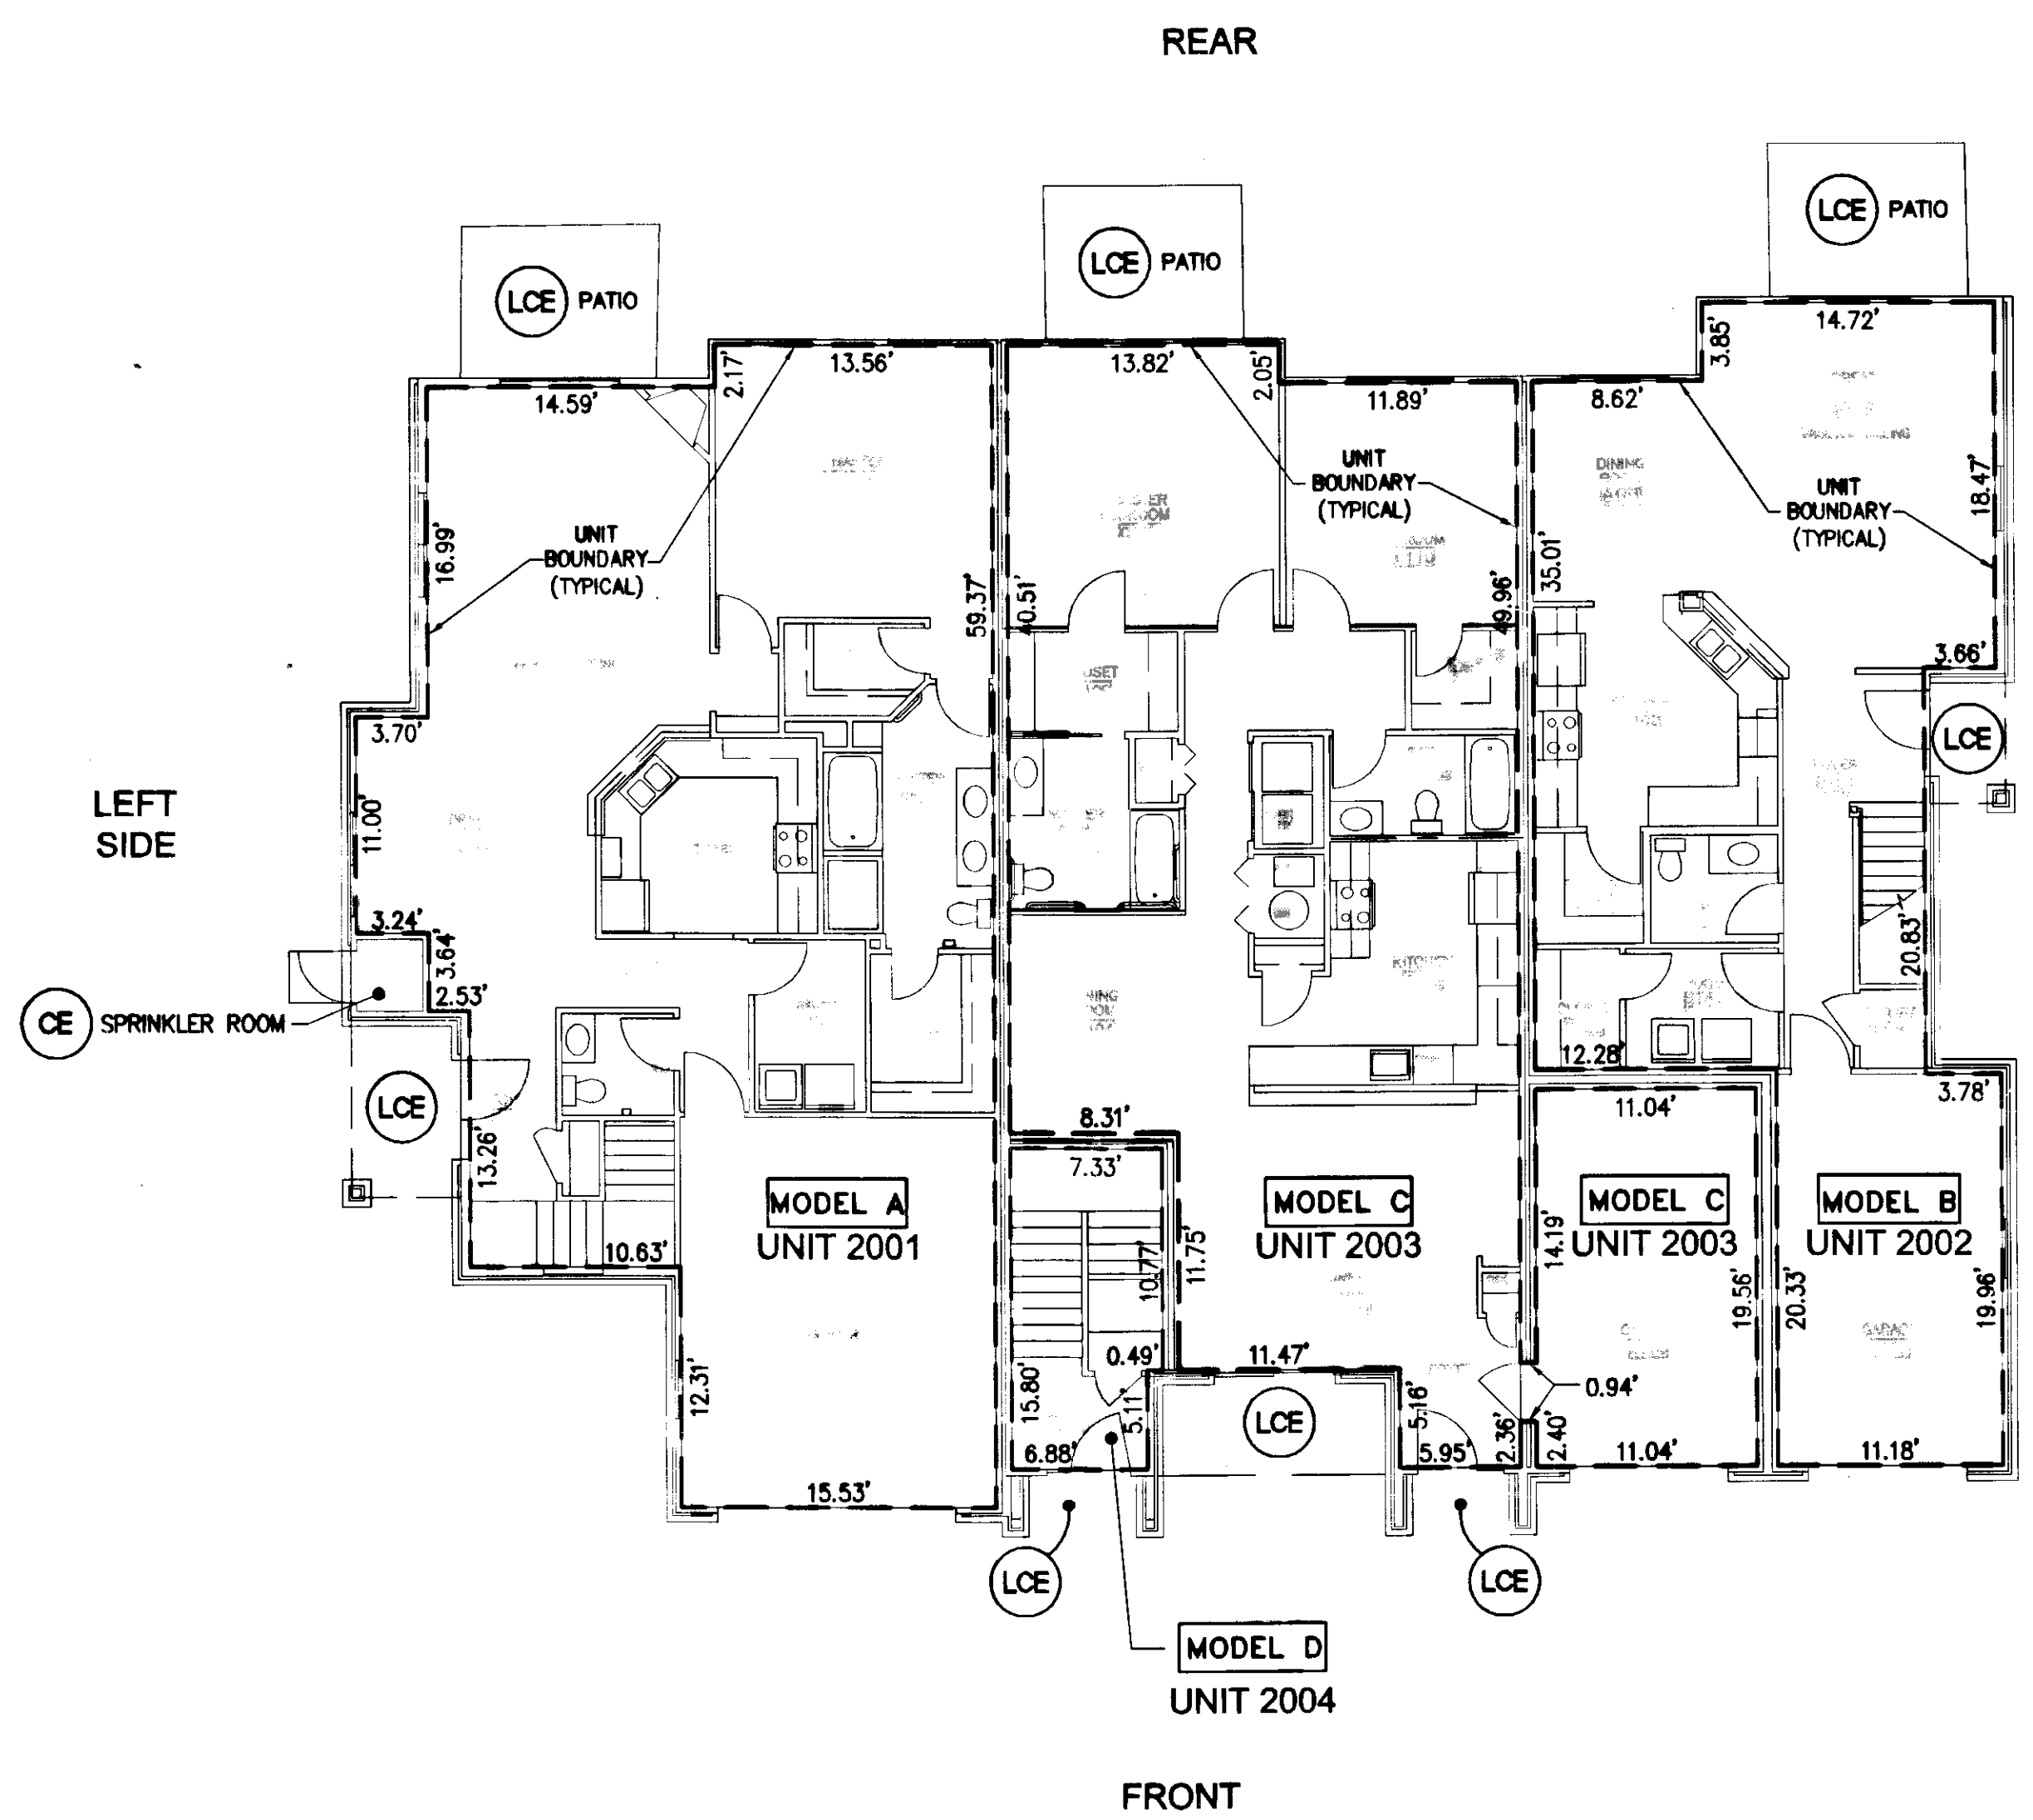 REAR
LCE PATIO
LCE PATIO
LCE PATIO
14.72'
3.85'
13.56'
2.17'
13.82'
2.05'
14.59'
11.89'
8.62'
DINING
UNIT
BOUNDARY
(TYPICAL)
UNIT
BOUNDARY
(TYPICAL)
UNIT
BOUNDARY
(TYPICAL)
18.47'
16.99'
59.37'
40.51'
49.96'
35.01'
3.66'
3.70'
LCE
LEFT
SIDE
11.00'
3.24'
3.64'
2.53'
20.83'
CE SPRINKLER ROOM
12.28'
3.78'
11.04'
LCE
13.26'
8.31'
7.33'
MODEL A
UNIT 2001
MODEL C
UNIT 2003
MODEL C
UNIT 2003
MODEL B
UNIT 2002
10.63'
10.77'
11.75'
14.19'
19.56'
20.33'
19.96'
12.31'
0.49'
11.47'
0.94'
15.80'
5.11
LCE
5.16'
6.88'
5.95'
2.36'
2.40'
11.04'
11.18'
15.53'
LCE
LCE
MODEL D
UNIT 2004
FRONT